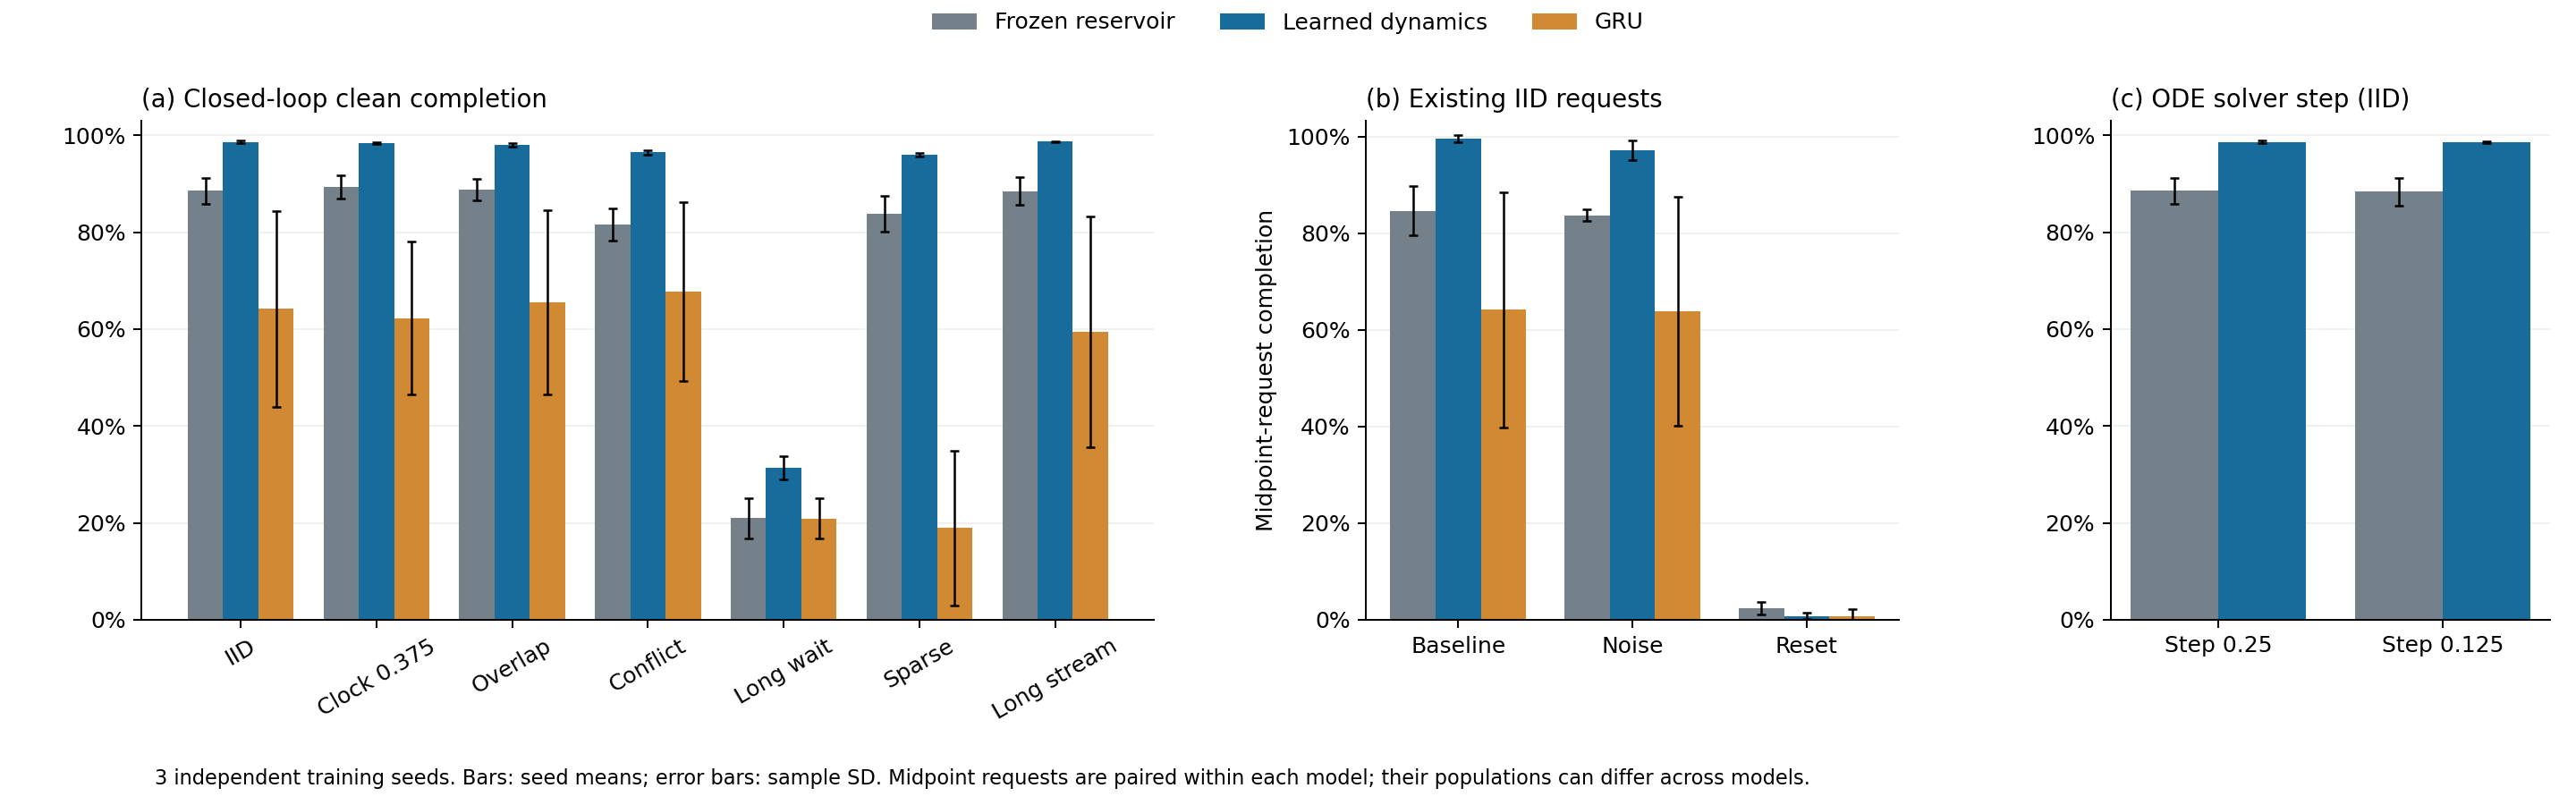 Frozen reservoir Learned dynamics GRU
(a) Closed-loop clean completion
100%
80%
60%
40%
20%
0%
IID Clock 0.375 Overlap Conflict Long wait Sparse Long stream
(b) Existing IID requests
Midpoint-request completion
100%
80%
60%
40%
20%
0%
Baseline Noise Reset
(c) ODE solver step (IID)
100%
80%
60%
40%
20%
0%
Step 0.25 Step 0.125
3 independent training seeds. Bars: seed means; error bars: sample SD. Midpoint requests are paired within each model; their populations can differ across models.